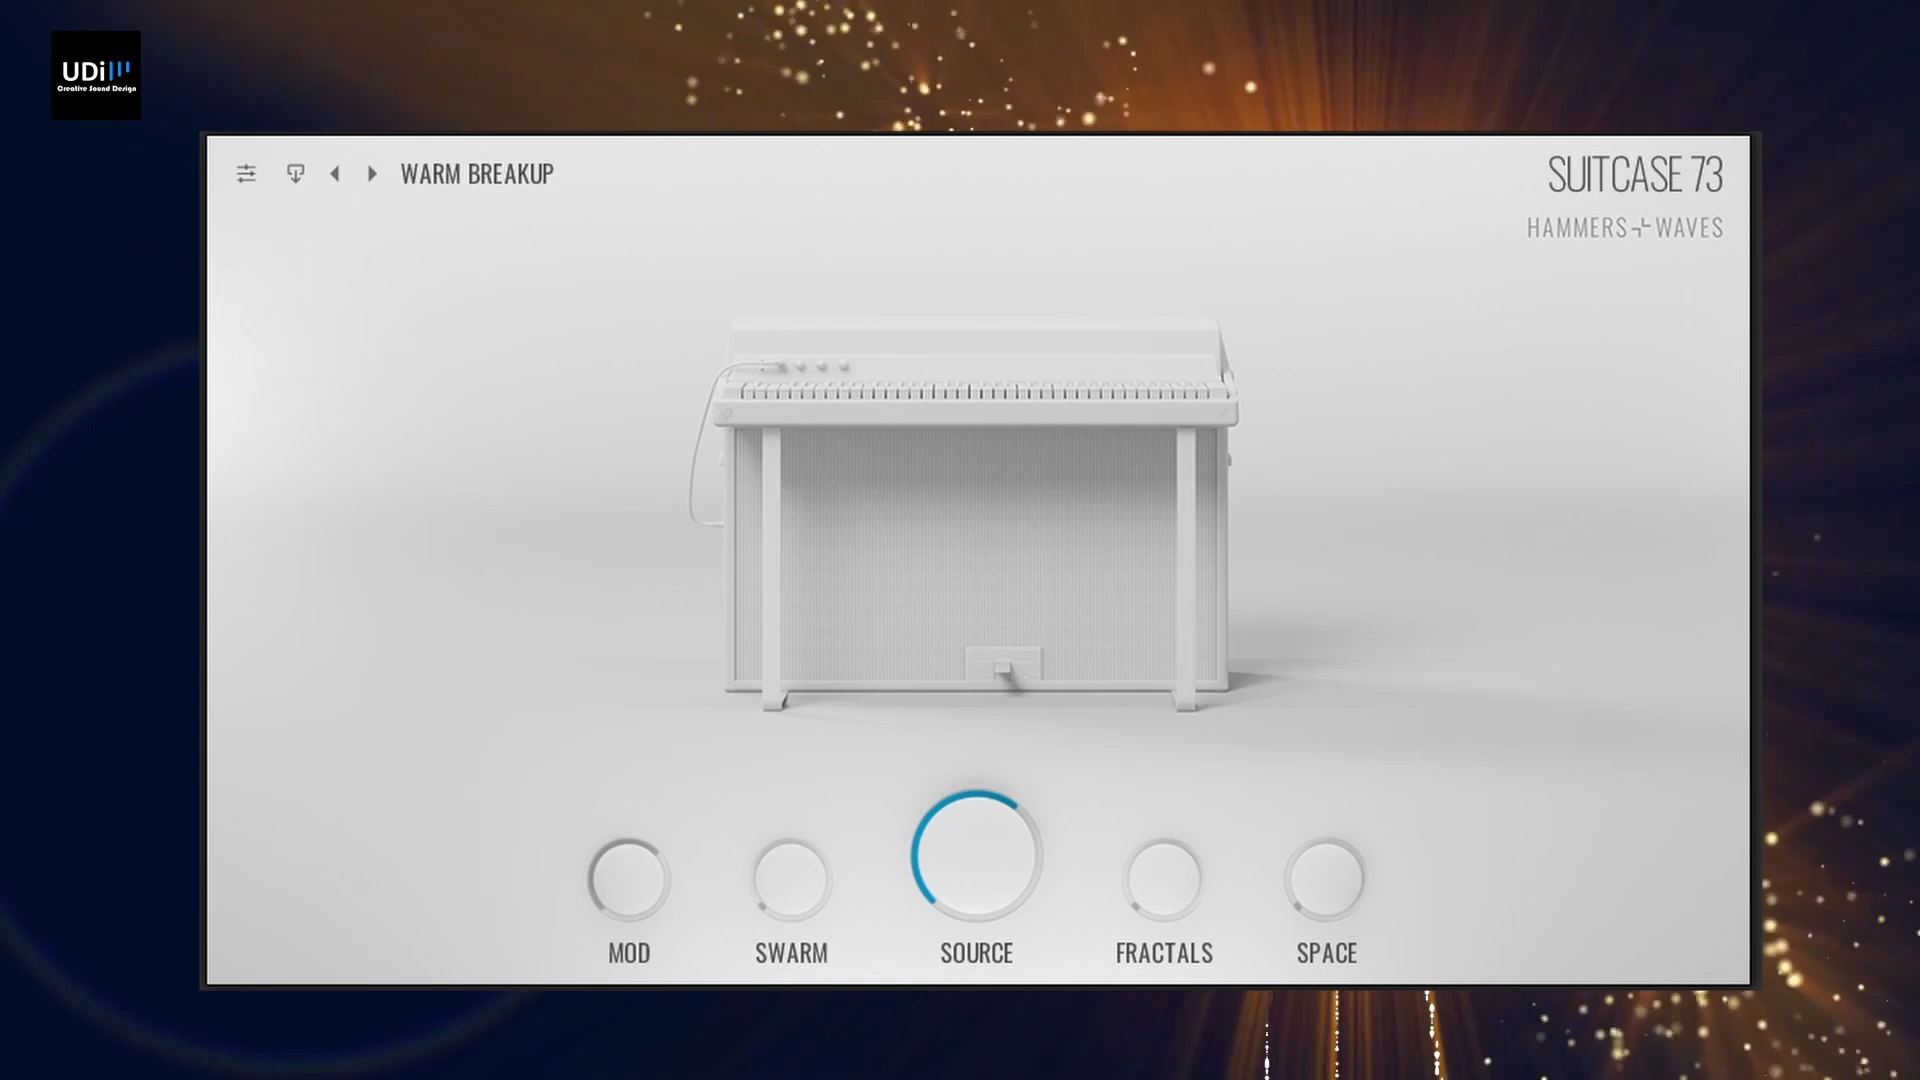 UDi
Creative Sound Design
WARM BREAKUP
SUITCASE 73
HAMMERS WAVES
MOD
SWARM
SOURCE
FRACTALS
SPACE